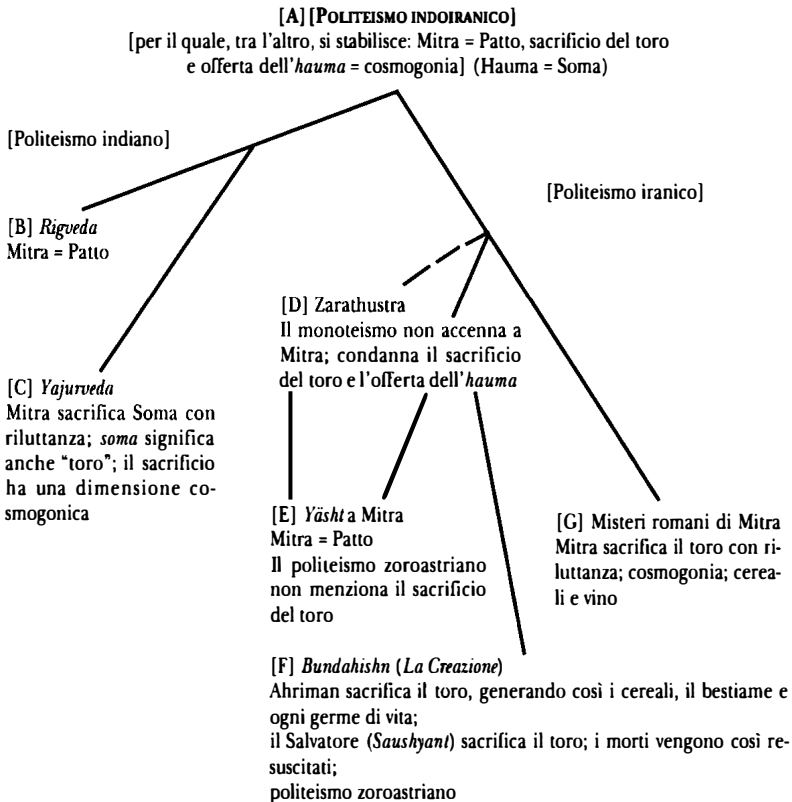 [A] [POLITEISMO INDOIRANICO]
[per il quale, tra l'altro, si stabilisce: Mitra = Patto, sacrificio del toro
e offerta dell'hauma = cosmogonia] (Hauma = Soma)
[Politeismo indiano]
[Politeismo iranico]
[B] Rigveda
Mitra = Patto
[D] Zarathustra
Il monoteismo non accenna a
Mitra; condanna il sacrificio
del toro e l'offerta dell'hauma
[C] Yajurveda
Mitra sacrifica Soma con
riluttanza; soma significa
anche "toro"; il sacrificio
ha una dimensione co-
smogonica
[E] Yāsht a Mitra
Mitra = Patto
Il politeismo zoroastriano
non menziona il sacrificio
del toro
[G] Misteri romani di Mitra
Mitra sacrifica il toro con ri-
luttanza; cosmogonia; cerea-
li e vino
[F] Bundahishn (La Creazione)
Ahriman sacrifica il toro, generando così i cereali, il bestiame e
ogni germe di vita;
il Salvatore (Saushyant) sacrifica il toro; i morti vengono così re-
suscitati;
politeismo zoroastriano